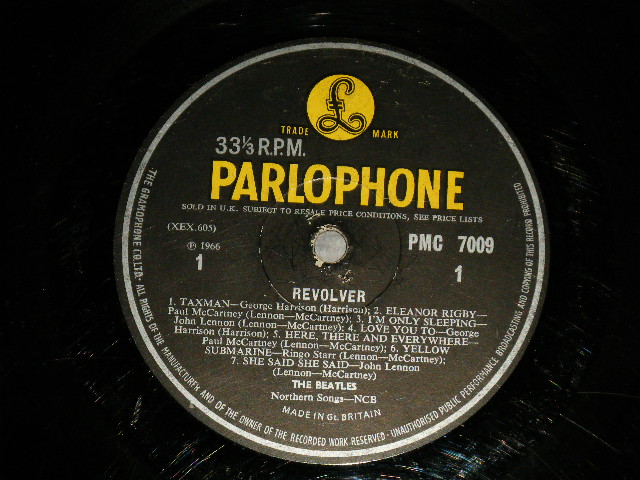 £
TRADE MARK
33⅓ R.P.M.
PARLOPHONE
SOLD IN U.K. SUBJECT TO RESALE PRICE CONDITIONS, SEE PRICE LISTS
(XEX.605)
PMC 7009
℗ 1966
1
1
REVOLVER
1. TAXMAN—George Harrison (Harrison); 2. ELEANOR RIGBY—
Paul McCartney (Lennon—McCartney); 3. I'M ONLY SLEEPING—
John Lennon (Lennon—McCartney); 4. LOVE YOU TO—George
Harrison (Harrison); 5. HERE, THERE AND EVERYWHERE—
Paul McCartney (Lennon—McCartney); 6. YELLOW
SUBMARINE—Ringo Starr (Lennon—McCartney);
7. SHE SAID SHE SAID—John Lennon
(Lennon—McCartney)
THE BEATLES
Northern Songs—NCB
MADE IN GT. BRITAIN
THE GRAMOPHONE CO. LTD. ALL RIGHTS OF THE MANUFACTURER AND OF THE OWNER OF THE RECORDED WORK RESERVED · UNAUTHORISED PUBLIC PERFORMANCE BROADCASTING AND COPYING OF THIS RECORD PROHIBITED